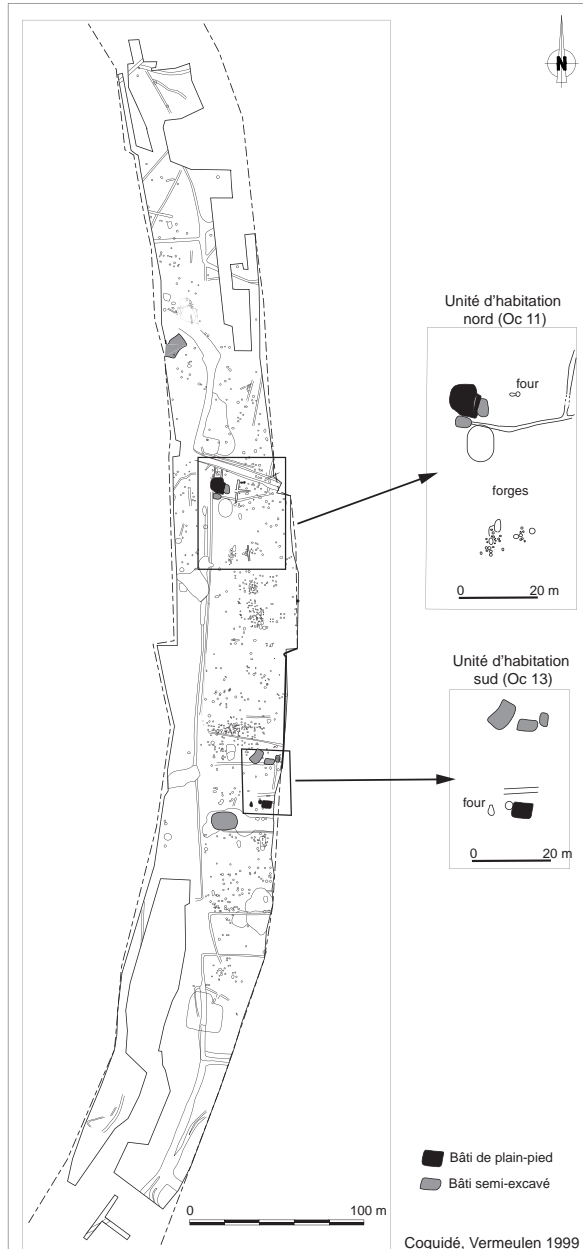 N
Unité d'habitation
nord (Oc 11)
four
forges
0 20 m
Unité d'habitation
sud (Oc 13)
four
0 20 m
Bâti de plain-pied
Bâti semi-excavé
0 100 m
Coquidé, Vermeulen 1999